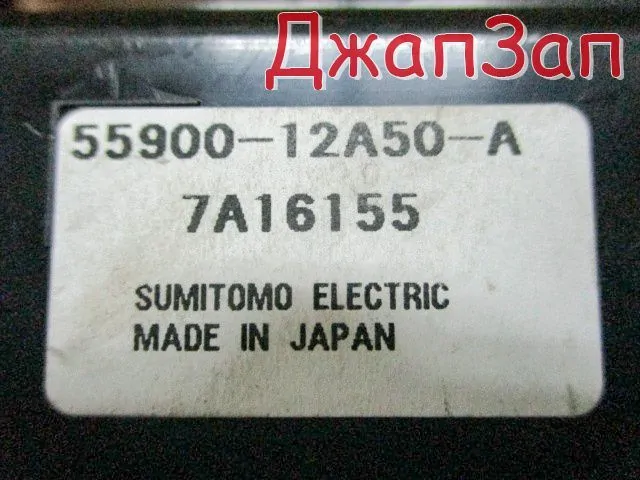 ДжапЗап
55900-12A50-A
7A16155
SUMITOMO ELECTRIC
MADE IN JAPAN